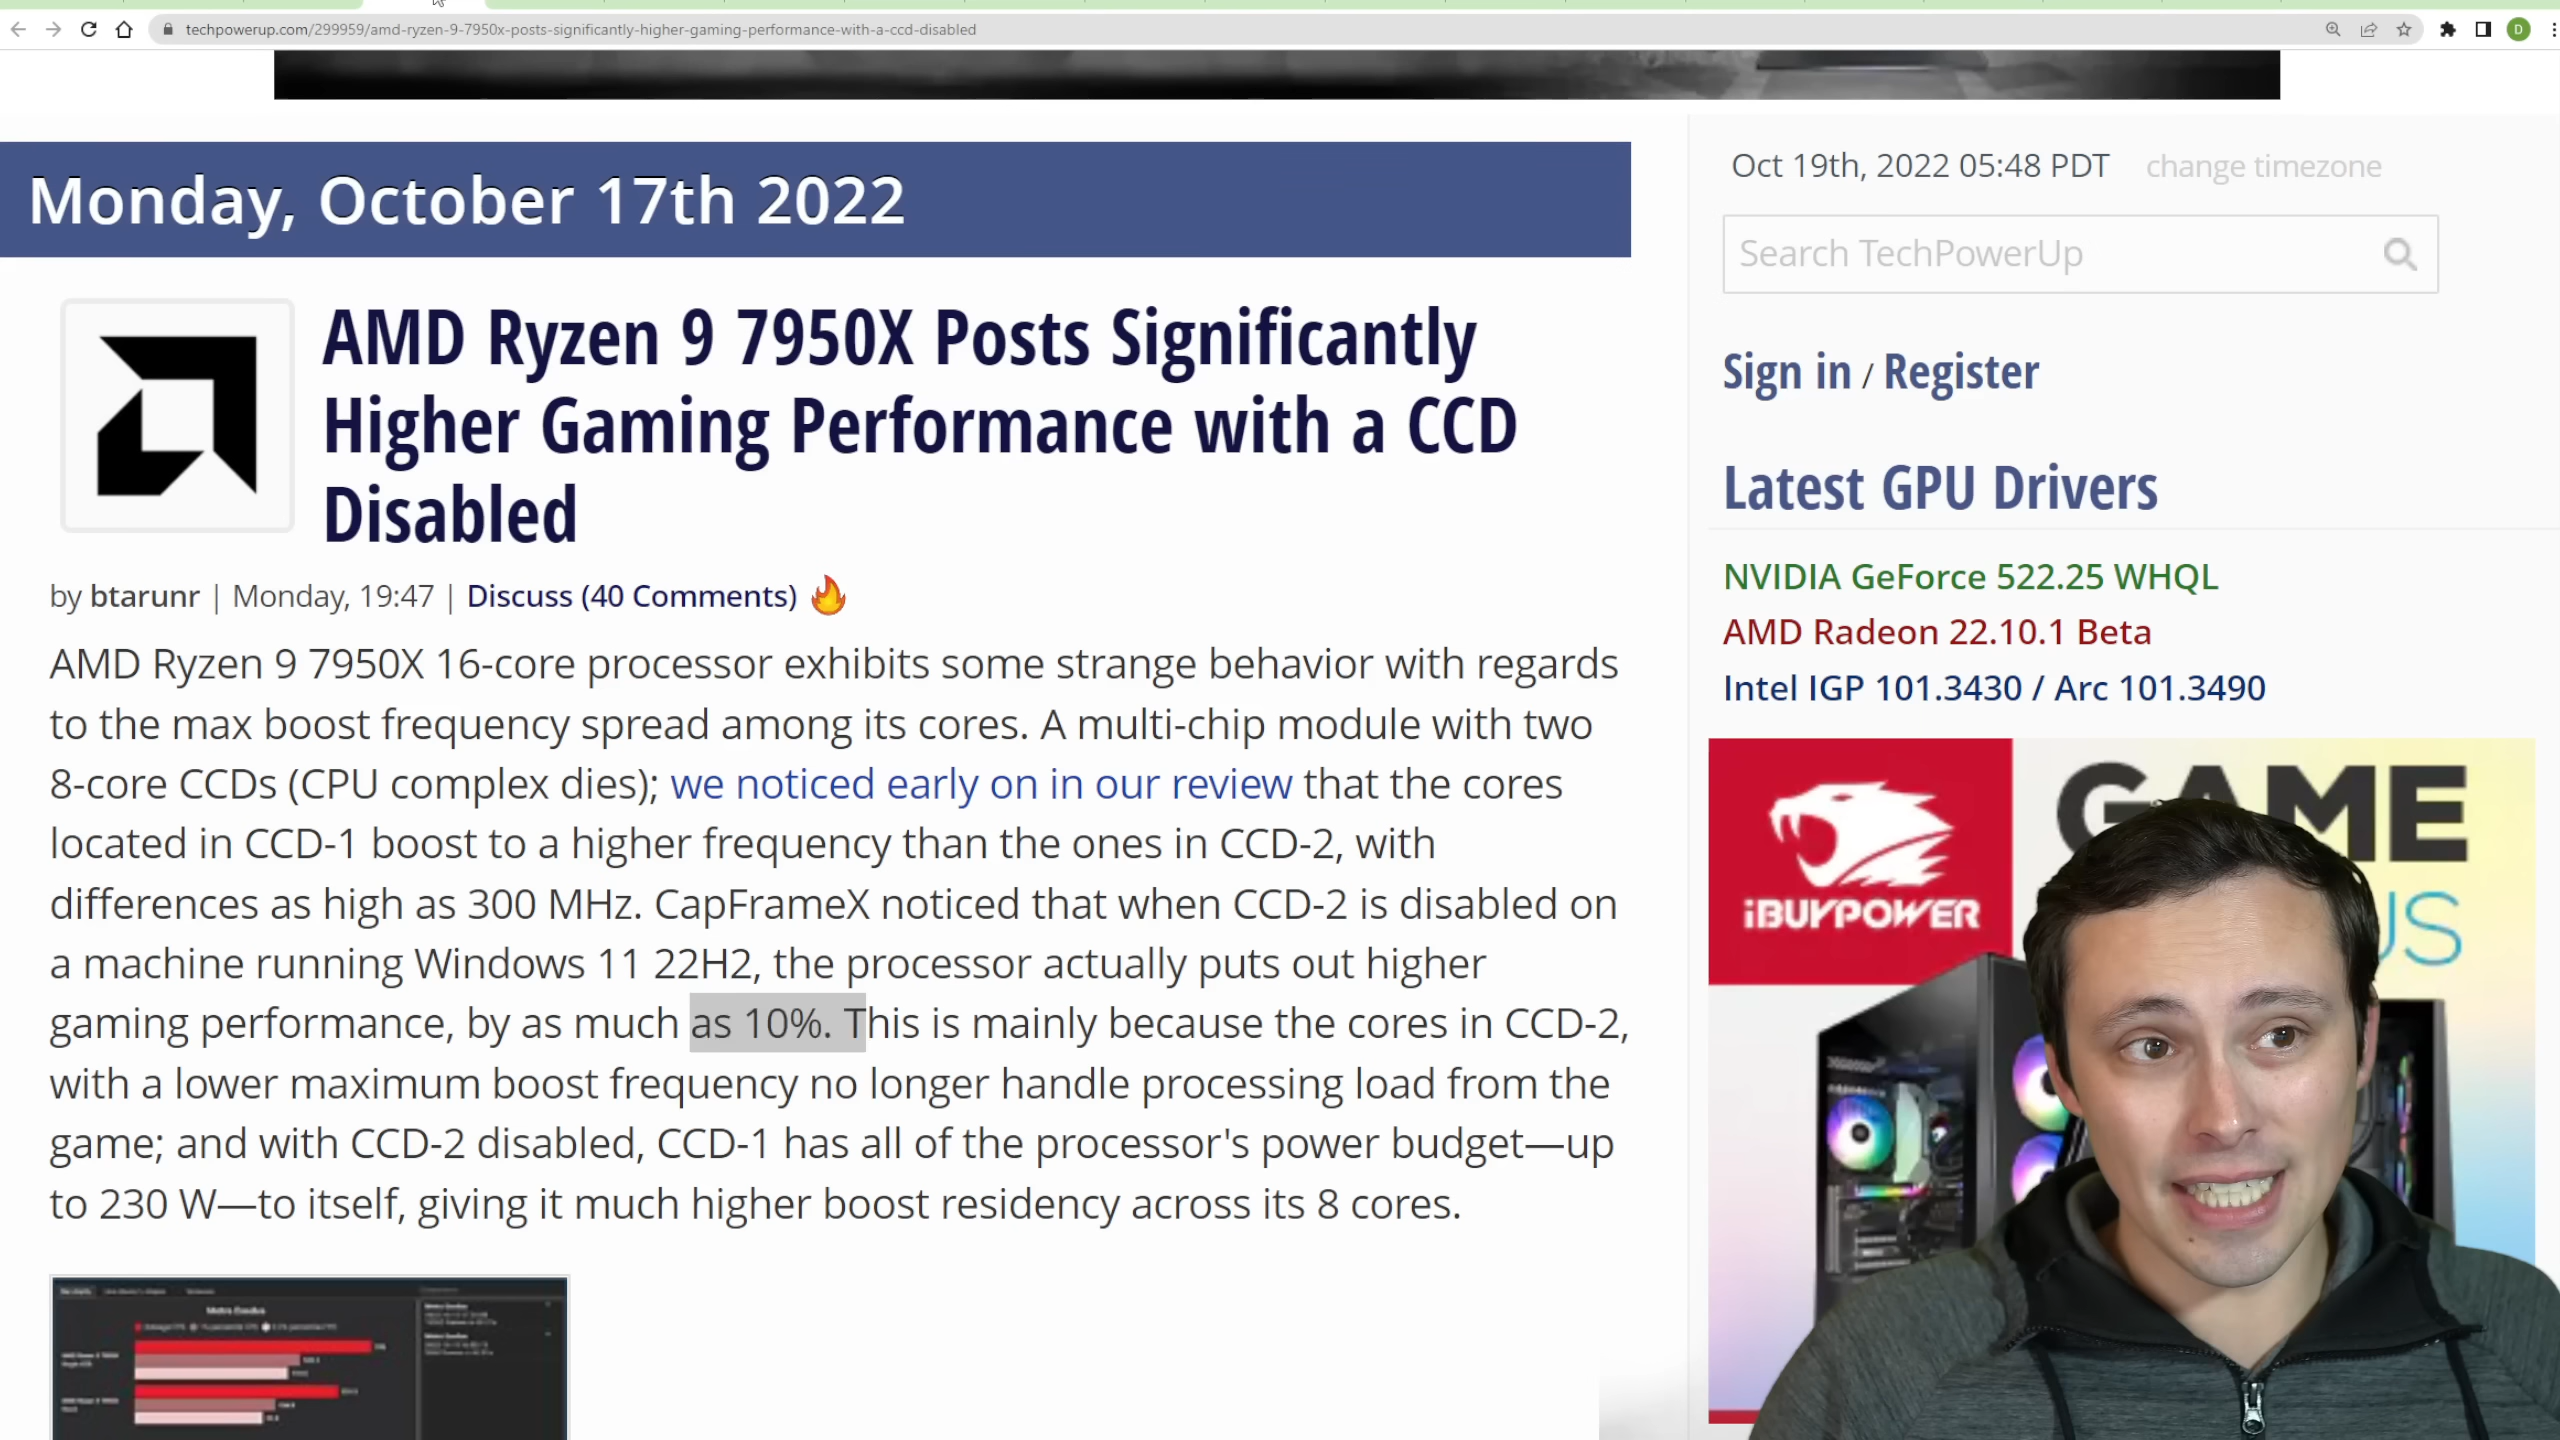 techpowerup.com/299959/amd-ryzen-9-7950x-posts-significantly-higher-gaming-performance-with-a-ccd-disabled
D
Monday, October 17th 2022
AMD Ryzen 9 7950X Posts Significantly
Higher Gaming Performance with a CCD
Disabled
by btarunr | Monday, 19:47 | Discuss (40 Comments)
AMD Ryzen 9 7950X 16-core processor exhibits some strange behavior with regards
to the max boost frequency spread among its cores. A multi-chip module with two
8-core CCDs (CPU complex dies); we noticed early on in our review that the cores
located in CCD-1 boost to a higher frequency than the ones in CCD-2, with
differences as high as 300 MHz. CapFrameX noticed that when CCD-2 is disabled on
a machine running Windows 11 22H2, the processor actually puts out higher
gaming performance, by as much as 10%. This is mainly because the cores in CCD-2,
with a lower maximum boost frequency no longer handle processing load from the
game; and with CCD-2 disabled, CCD-1 has all of the processor's power budget—up
to 230 W—to itself, giving it much higher boost residency across its 8 cores.
Metro Exodus
Oct 19th, 2022 05:48 PDT change timezone
Search TechPowerUp
Sign in / Register
Latest GPU Drivers
NVIDIA GeForce 522.25 WHQL
AMD Radeon 22.10.1 Beta
Intel IGP 101.3430 / Arc 101.3490
iBUYPOWER
GAME
US